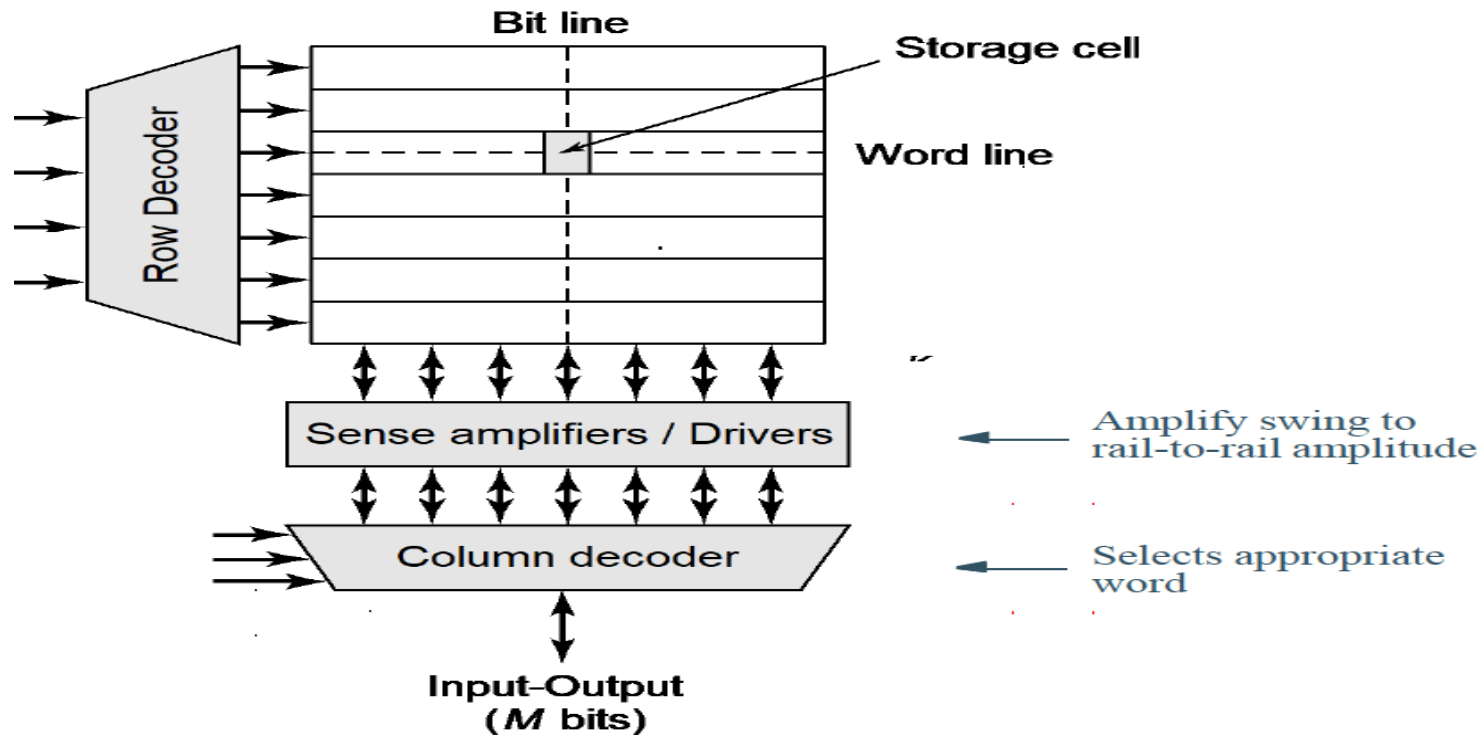 Bit line
Storage cell
Row Decoder
Word line
Sense amplifiers / Drivers
Amplify swing to
rail-to-rail amplitude
Column decoder
Selects appropriate
word
Input-Output
(M bits)